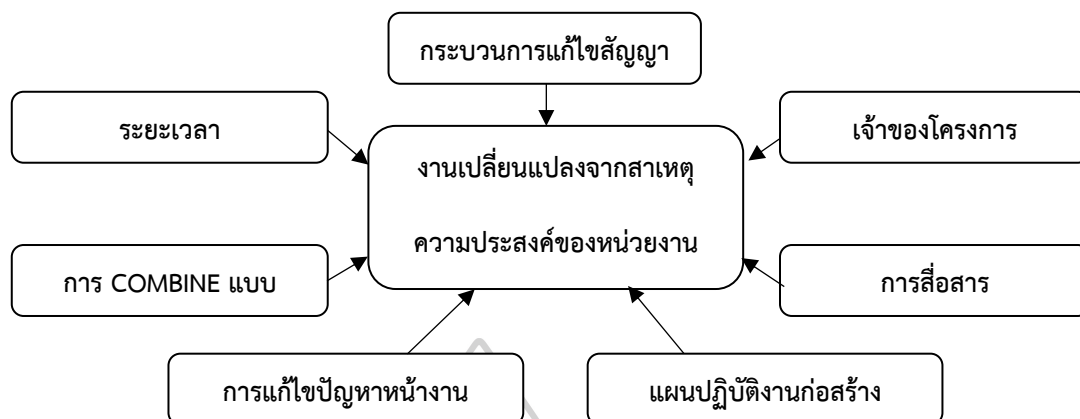 กระบวนการแก้ไขสัญญา
ระยะเวลา
เจ้าของโครงการ
งานเปลี่ยนแปลงจากสาเหตุ
ความประสงค์ของหน่วยงาน
การ COMBINE แบบ
การสื่อสาร
การแก้ไขปัญหาหน้างาน
แผนปฏิบัติงานก่อสร้าง